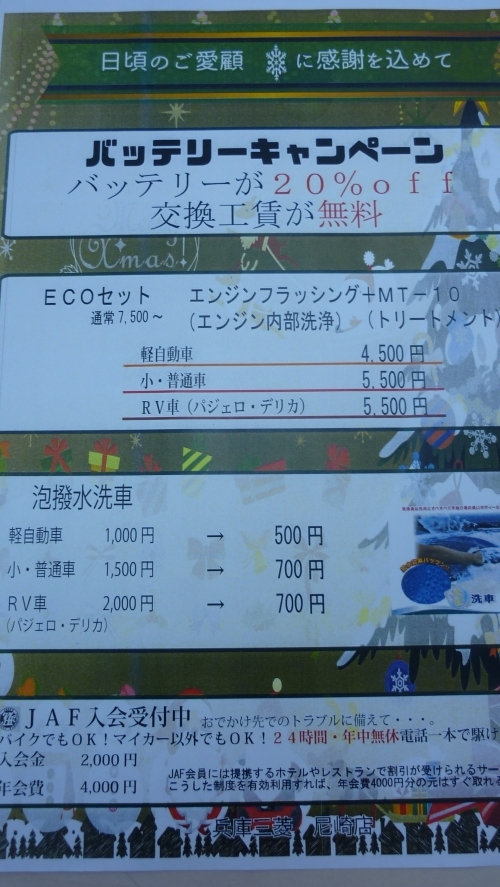 日頃のご愛顧 に感謝を込めて
バッテリーキャンペーン
バッテリーが20%off
交換工賃が無料
Xmas!
ECOセット エンジンフラッシング+MT-10
通常7,500~ (エンジン内部洗浄) (トリートメント)
軽自動車 4,500円
小・普通車 5,500円
RV車(パジェロ・デリカ) 5,500円
泡撥水洗車
軽自動車 1,000円 → 500円
小・普通車 1,500円 → 700円
RV車 2,000円 → 700円
(パジェロ・デリカ)
洗車
JAF入会受付中 おでかけ先でのトラブルに備えて・・・。
バイクでもOK!マイカー以外でもOK!24時間・年中無休電話一本で駆け
入会金 2,000円
年会費 4,000円
JAF会員には提携するホテルやレストランで割引が受けられるサー
こうした制度を有効利用すれば、年会費4000円分の元はすぐ取れる
兵庫三菱 尼崎店